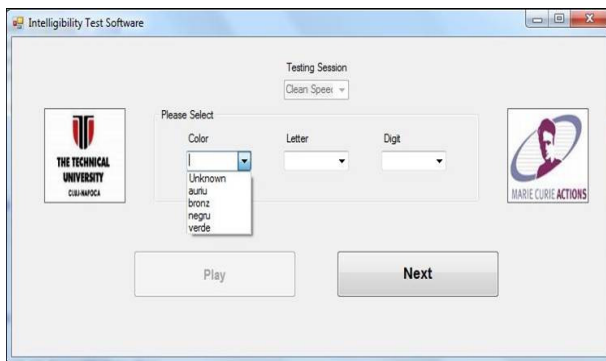 Intelligibility Test Software
Testing Session
Clean Speec
Please Select
Color
Letter
Digit
Unknown
auriu
bronz
negru
verde
THE TECHNICAL
UNIVERSITY
CLUJ-NAPOCA
MARIE CURIE ACTIONS
Play
Next